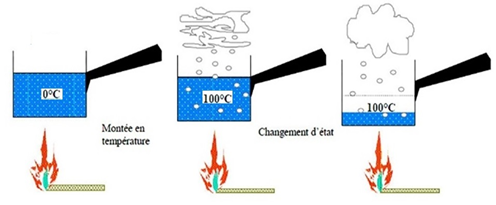 0°C
Montée en
température
100°C
Changement d'état
100°C